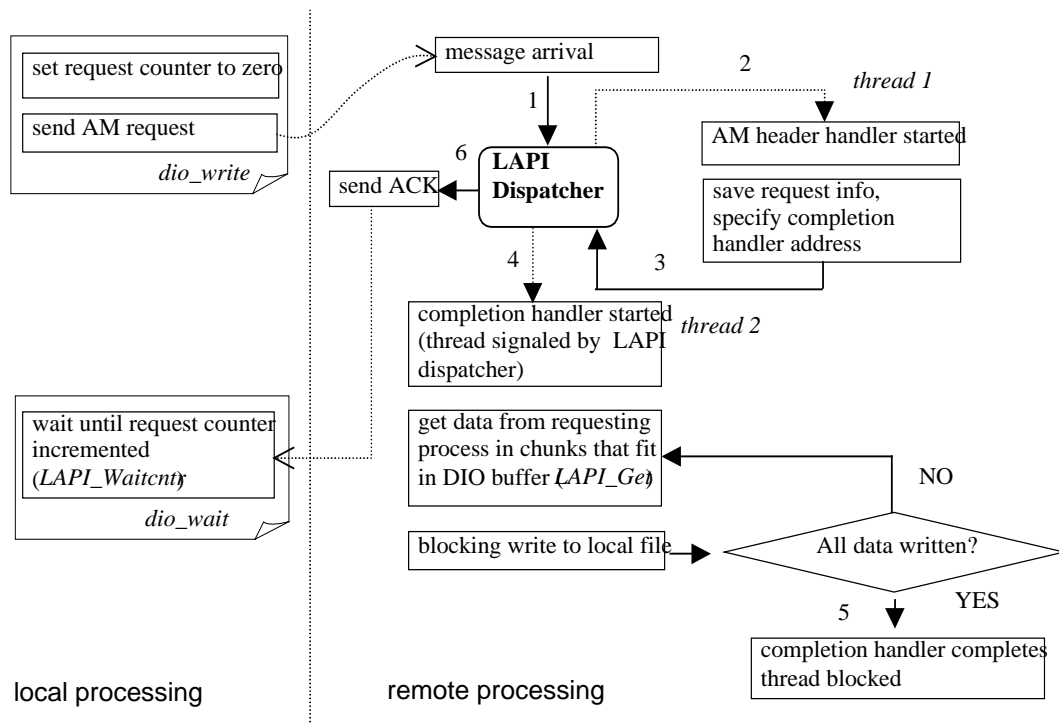 set request counter to zero
send AM request
dio_write
message arrival
1
2
thread 1
AM header handler started
LAPI
Dispatcher
6
send ACK
save request info,
specify completion
handler address
3
4
completion handler started
(thread signaled by LAPI
dispatcher)
thread 2
wait until request counter
incremented
(LAPI_Waitcntr)
dio_wait
get data from requesting
process in chunks that fit
in DIO buffer (LAPI_Get)
NO
blocking write to local file
All data written?
YES
5
completion handler completes
thread blocked
local processing
remote processing